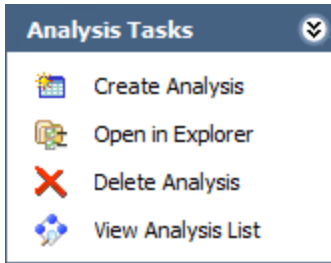 Analysis Tasks
Create Analysis
Open in Explorer
Delete Analysis
View Analysis List